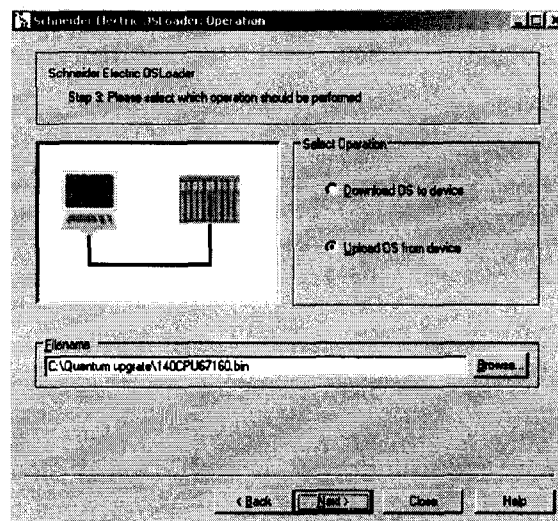 Schneider Electric OSLoader: Operation
Schneider Electric OSLoader
Step 3: Please select which operation should be performed
Select Operation
Download OS to device
Upload OS from device
Filename
C:\Quantum upgrate\140CPU67160.bin
Browse...
< Back
Next >
Close
Help